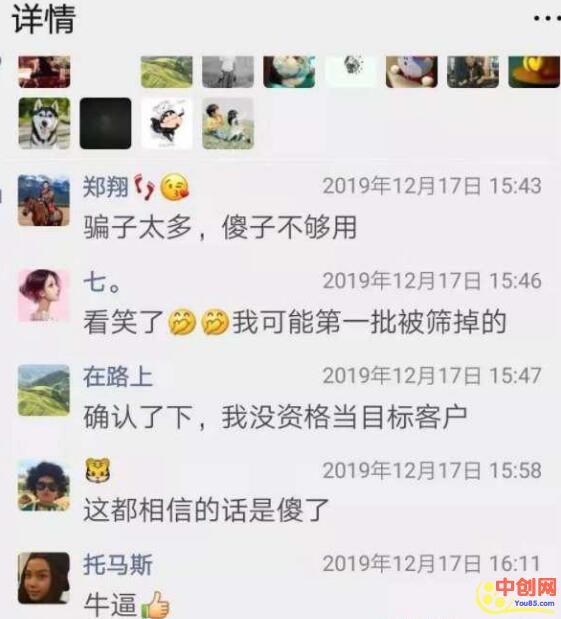 详情
郑翔 2019年12月17日 15:43
骗子太多，傻子不够用
七。 2019年12月17日 15:46
看笑了我可能第一批被筛掉的
在路上 2019年12月17日 15:47
确认了下，我没资格当目标客户
2019年12月17日 15:58
这都相信的话是傻了
托马斯 2019年12月17日 16:11
牛逼
中创网
You85.com